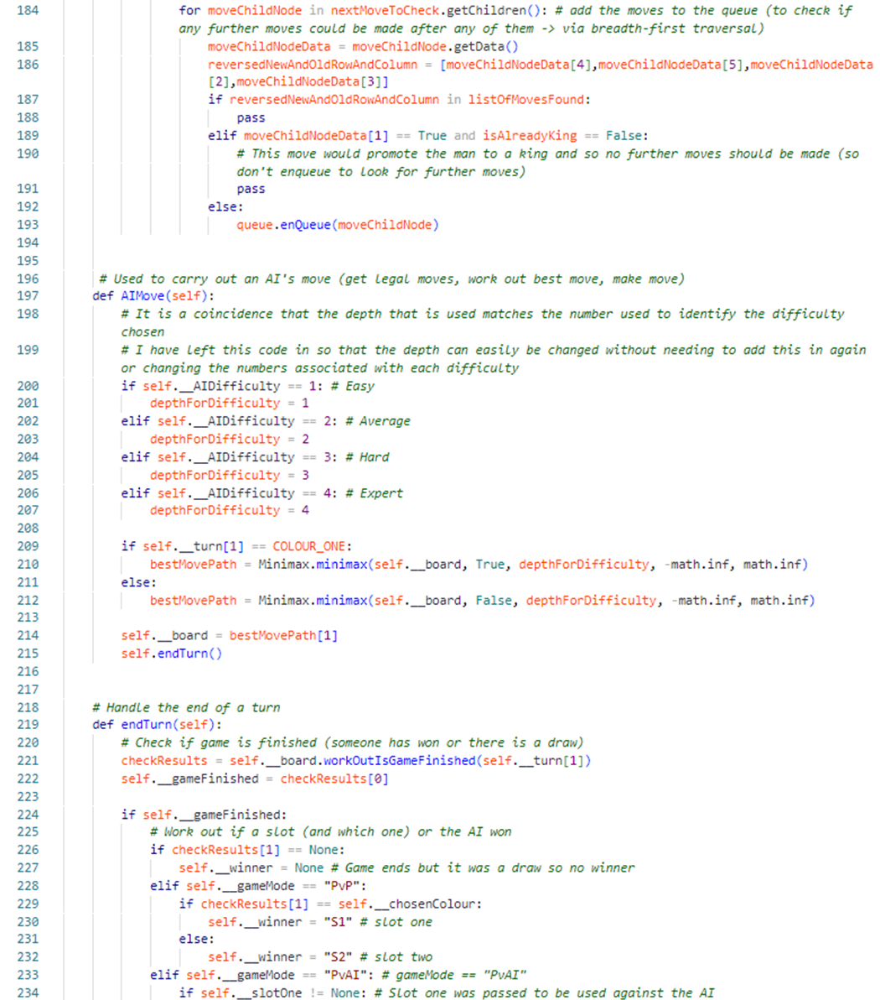 184 for moveChildNode in nextMoveToCheck.getChildren(): # add the moves to the queue (to check if
any further moves could be made after any of them -> via breadth-first traversal)
185 moveChildNodeData = moveChildNode.getData()
186 reversedNewAndOldRowAndColumn = [moveChildNodeData[4],moveChildNodeData[5],moveChildNodeData
[2],moveChildNodeData[3]]
187 if reversedNewAndOldRowAndColumn in listOfMovesFound:
188 pass
189 elif moveChildNodeData[1] == True and isAlreadyKing == False:
190 # This move would promote the man to a king and so no further moves should be made (so
don't enqueue to look for further moves)
191 pass
192 else:
193 queue.enQueue(moveChildNode)
194
195
196 # Used to carry out an AI's move (get legal moves, work out best move, make move)
197 def AIMove(self):
198 # It is a coincidence that the depth that is used matches the number used to identify the difficulty
chosen
199 # I have left this code in so that the depth can easily be changed without needing to add this in again
or changing the numbers associated with each difficulty
200 if self.__AIDifficulty == 1: # Easy
201 depthForDifficulty = 1
202 elif self.__AIDifficulty == 2: # Average
203 depthForDifficulty = 2
204 elif self.__AIDifficulty == 3: # Hard
205 depthForDifficulty = 3
206 elif self.__AIDifficulty == 4: # Expert
207 depthForDifficulty = 4
208
209 if self.__turn[1] == COLOUR_ONE:
210 bestMovePath = Minimax.minimax(self.__board, True, depthForDifficulty, -math.inf, math.inf)
211 else:
212 bestMovePath = Minimax.minimax(self.__board, False, depthForDifficulty, -math.inf, math.inf)
213
214 self.__board = bestMovePath[1]
215 self.endTurn()
216
217
218 # Handle the end of a turn
219 def endTurn(self):
220 # Check if game is finished (someone has won or there is a draw)
221 checkResults = self.__board.workOutIsGameFinished(self.__turn[1])
222 self.__gameFinished = checkResults[0]
223
224 if self.__gameFinished:
225 # Work out if a slot (and which one) or the AI won
226 if checkResults[1] == None:
227 self.__winner = None # Game ends but it was a draw so no winner
228 elif self.__gameMode == "PvP":
229 if checkResults[1] == self.__chosenColour:
230 self.__winner = "S1" # slot one
231 else:
232 self.__winner = "S2" # slot two
233 elif self.__gameMode == "PvAI": # gameMode == "PvAI"
234 if self.__slotOne != None: # Slot one was passed to be used against the AI